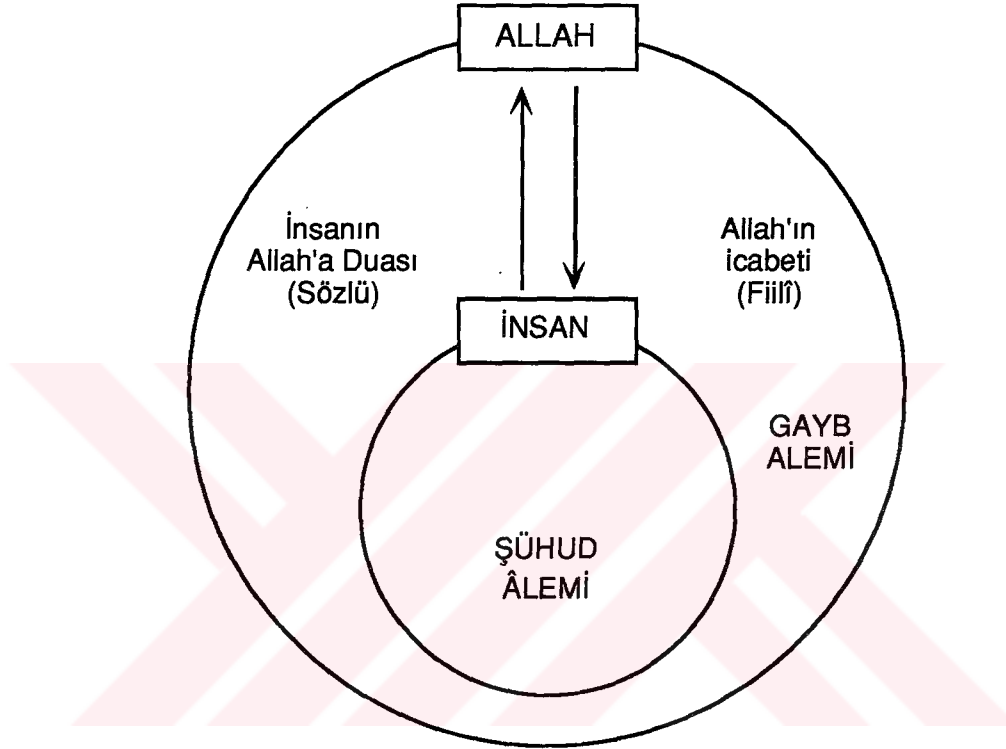 ALLAH
İnsanın
Allah'a Duası
(Sözlü)
Allah'ın
icabeti
(Fiilî)
İNSAN
GAYB
ALEMİ
ŞÜHUD
ÂLEMİ